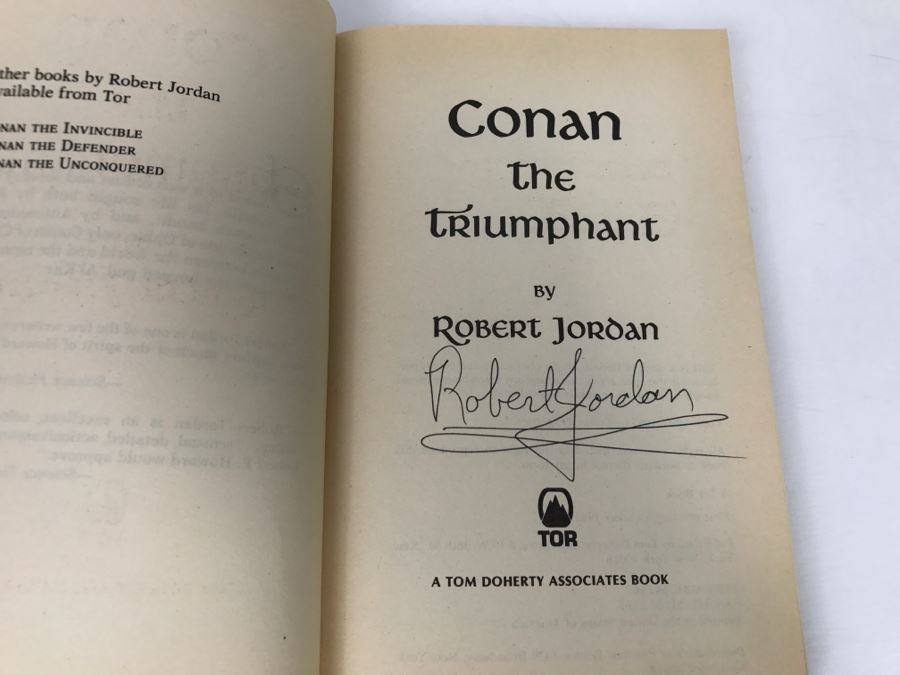 ther books by Robert Jordan
vailable from Tor
NAN THE INVINCIBLE
NAN THE DEFENDER
NAN THE UNCONQUERED
Conan
the
Triumphant
BY
ROBERT JORDAN
Robert Jordan
TOR
A TOM DOHERTY ASSOCIATES BOOK